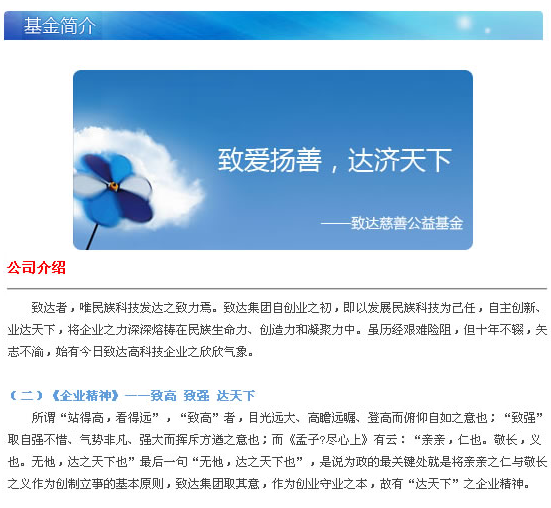 基金简介
致爱扬善，达济天下
——致达慈善公益基金
公司介绍
致达者，唯民族科技发达之致力焉。致达集团自创业之初，即以发展民族科技为己任，自主创新、
业达天下，将企业之力深深熔铸在民族生命力、创造力和凝聚力中。虽历经艰难险阻，但十年不辍，矢
志不渝，始有今日致达高科技企业之欣欣气象。
（二）《企业精神》——致高 致强 达天下
所谓“站得高，看得远”，“致高”者，目光远大、高瞻远瞩、登高而俯仰自如之意也；“致强”
取自强不惜、气势非凡、强大而挥斥方遒之意也；而《孟子?尽心上》有云：“亲亲，仁也。敬长，义
也。无他，达之天下也”最后一句“无他，达之天下也”，是说为政的最关键处就是将亲亲之仁与敬长
之义作为创制立事的基本原则，致达集团取其意，作为创业守业之本，故有“达天下”之企业精神。